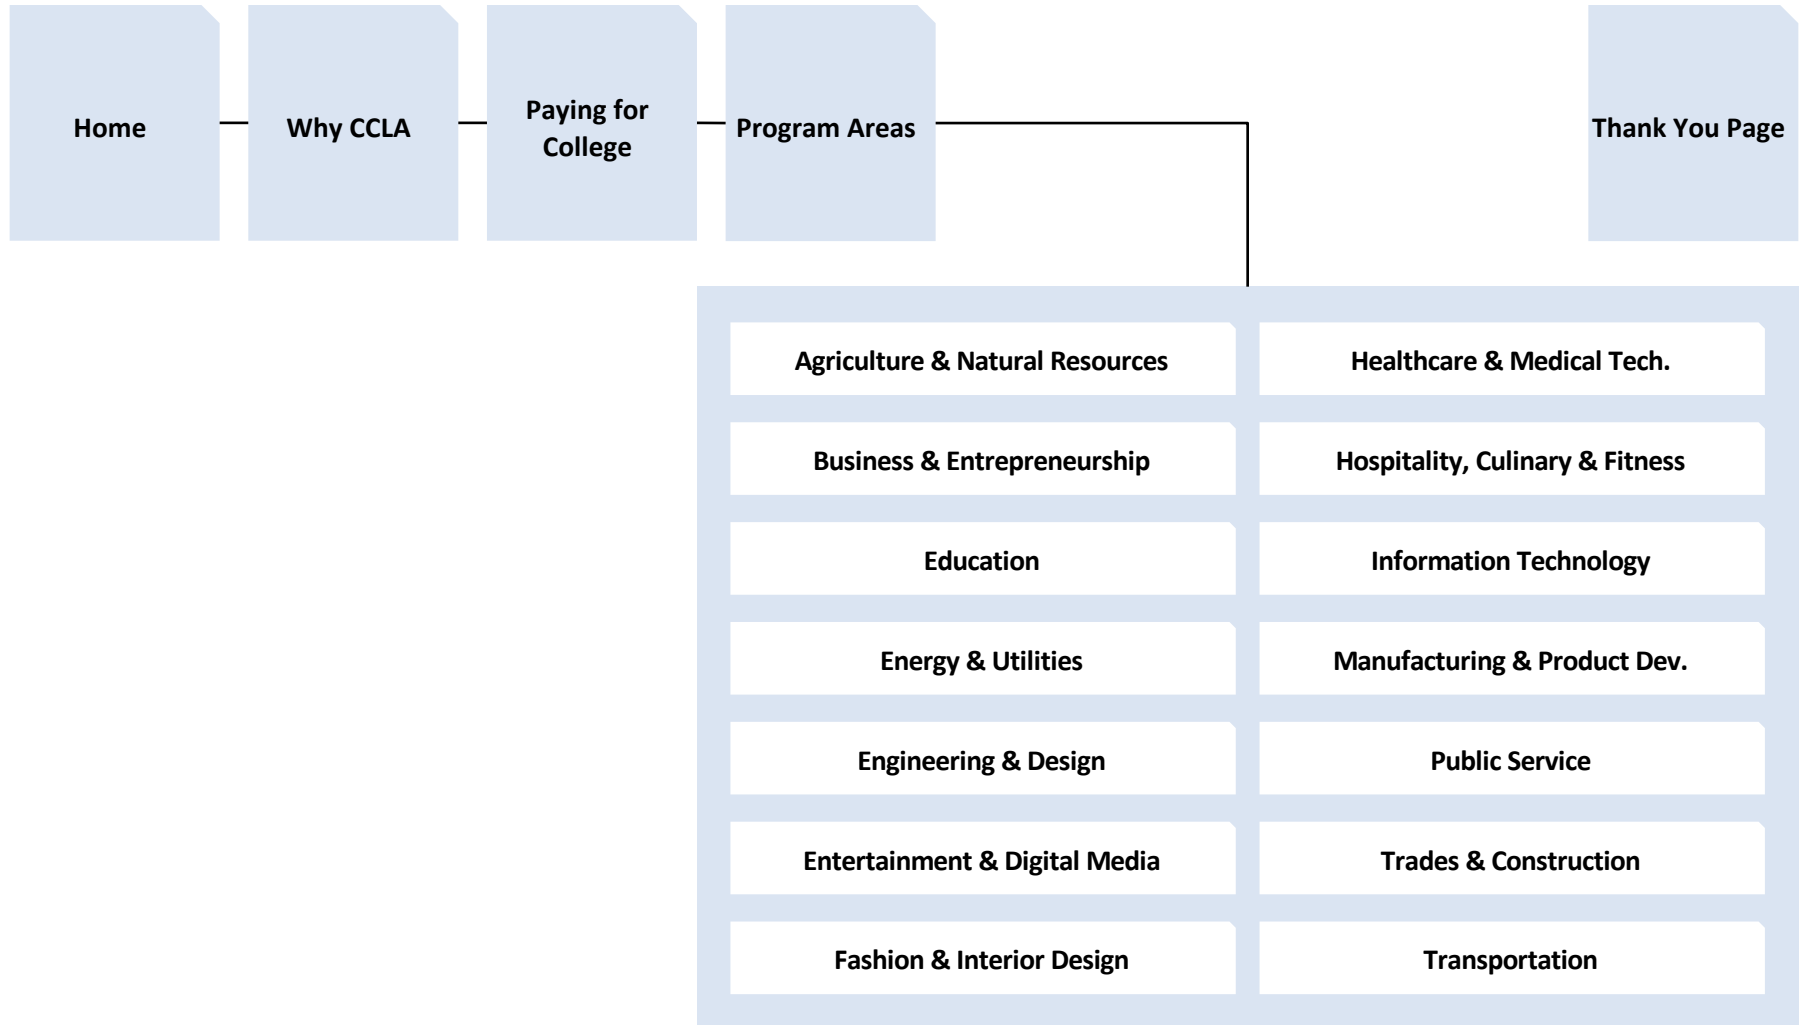 Home
Why CCLA
Paying for
College
Program Areas
Thank You Page
Agriculture & Natural Resources
Healthcare & Medical Tech.
Business & Entrepreneurship
Hospitality, Culinary & Fitness
Education
Information Technology
Energy & Utilities
Manufacturing & Product Dev.
Engineering & Design
Public Service
Entertainment & Digital Media
Trades & Construction
Fashion & Interior Design
Transportation